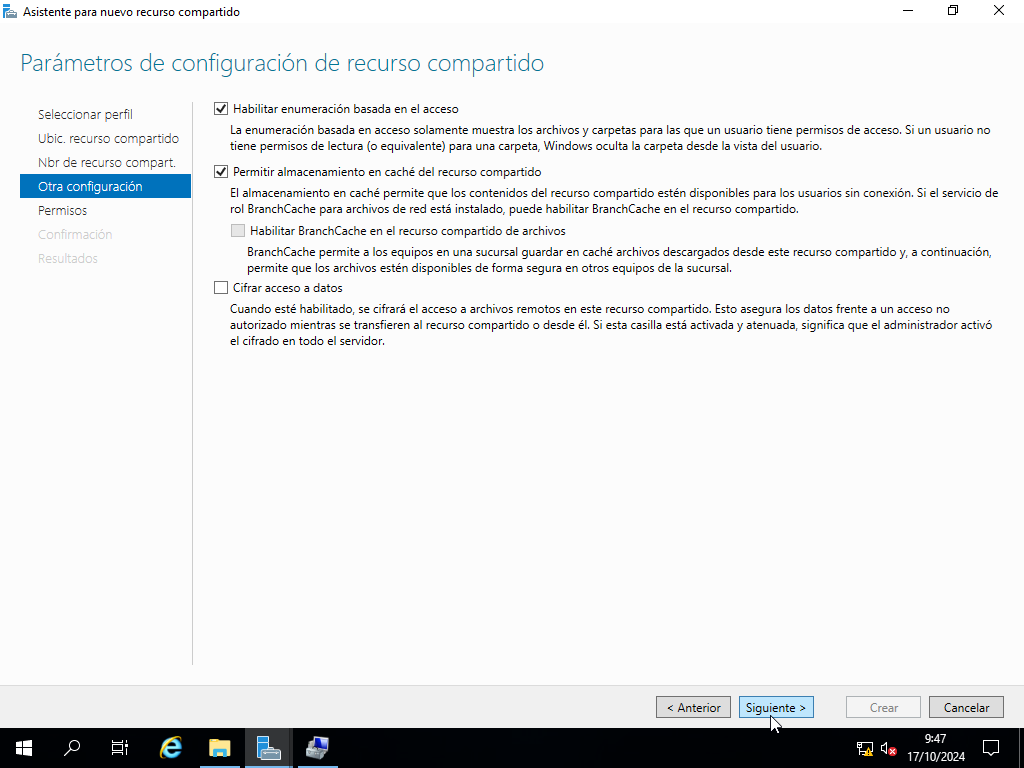 Asistente para nuevo recurso compartido
Parámetros de configuración de recurso compartido
Seleccionar perfil
Ubic. recurso compartido
Nbr de recurso compart.
Otra configuración
Permisos
Confirmación
Resultados
Habilitar enumeración basada en el acceso
La enumeración basada en acceso solamente muestra los archivos y carpetas para las que un usuario tiene permisos de acceso. Si un usuario no
tiene permisos de lectura (o equivalente) para una carpeta, Windows oculta la carpeta desde la vista del usuario.
Permitir almacenamiento en caché del recurso compartido
El almacenamiento en caché permite que los contenidos del recurso compartido estén disponibles para los usuarios sin conexión. Si el servicio de
rol BranchCache para archivos de red está instalado, puede habilitar BranchCache en el recurso compartido.
Habilitar BranchCache en el recurso compartido de archivos
BranchCache permite a los equipos en una sucursal guardar en caché archivos descargados desde este recurso compartido y, a continuación,
permite que los archivos estén disponibles de forma segura en otros equipos de la sucursal.
Cifrar acceso a datos
Cuando esté habilitado, se cifrará el acceso a archivos remotos en este recurso compartido. Esto asegura los datos frente a un acceso no
autorizado mientras se transfieren al recurso compartido o desde él. Si esta casilla está activada y atenuada, significa que el administrador activó
el cifrado en todo el servidor.
< Anterior
Siguiente >
Crear
Cancelar
9:47
17/10/2024